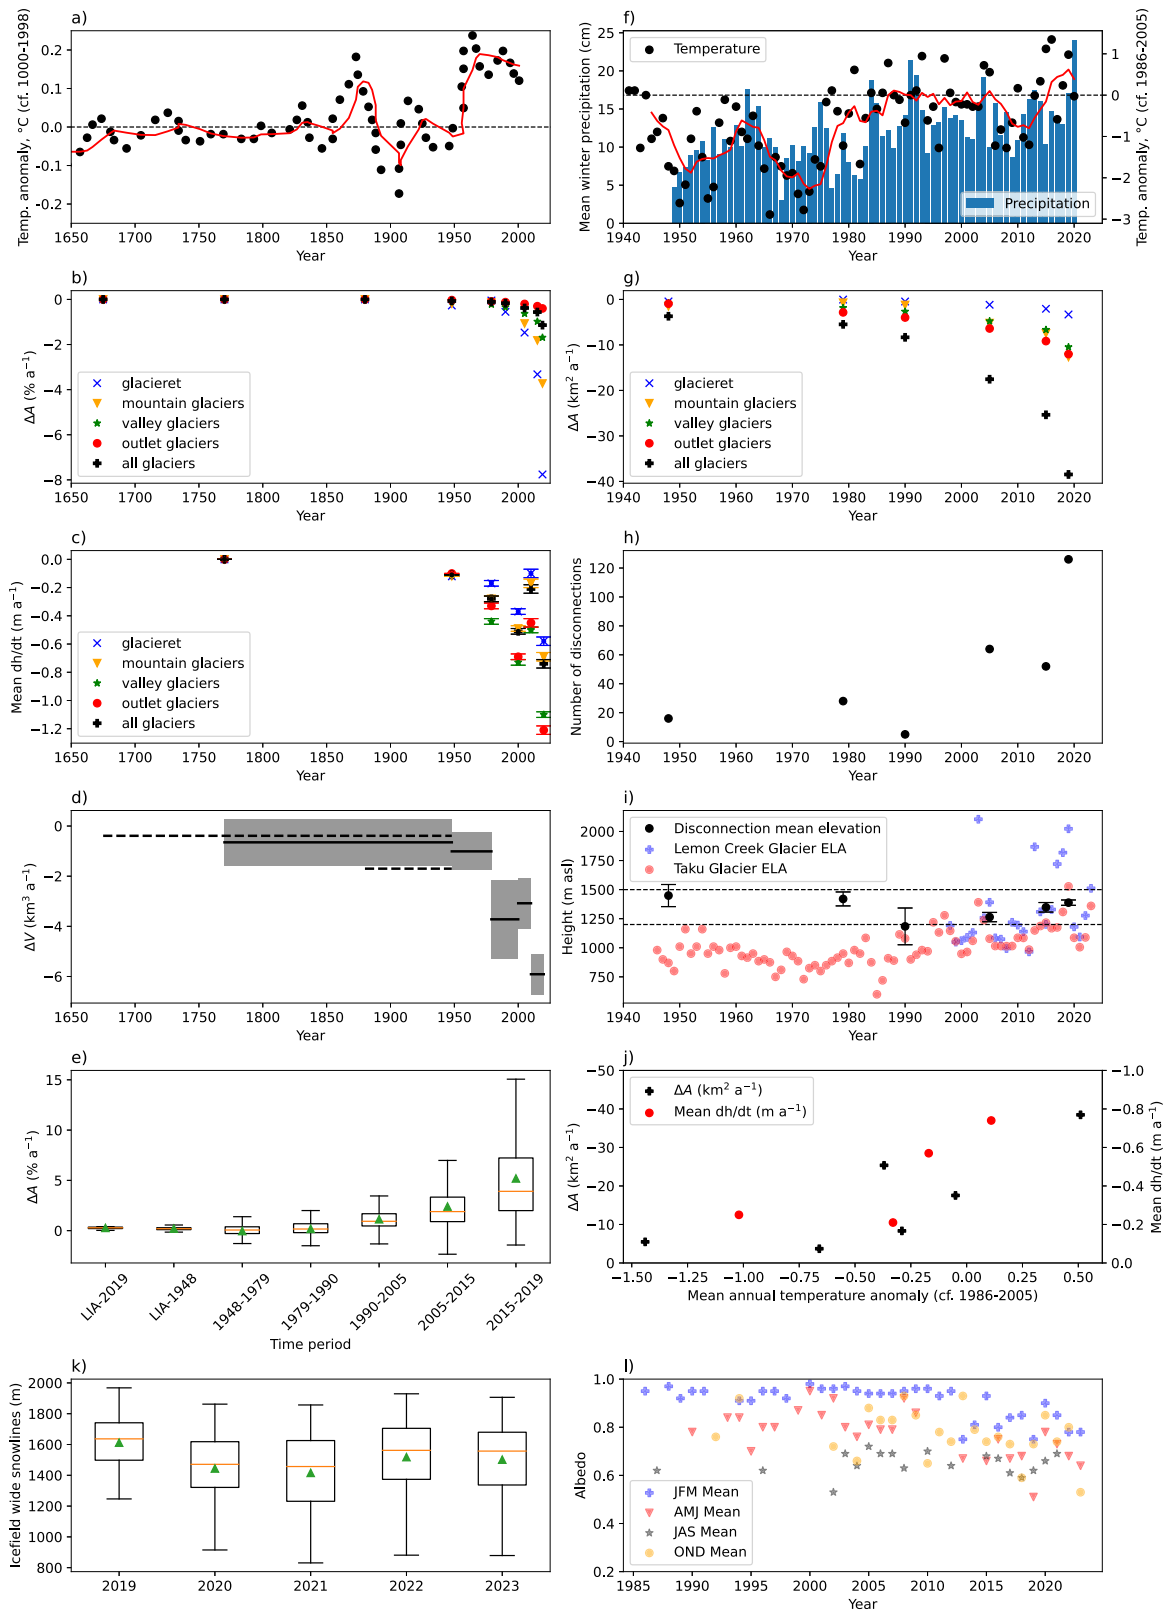 a)
Temp. anomaly, °C (cf. 1000-1998)
0.2
0.1
0.0
−0.1
−0.2
1650 1700 1750 1800 1850 1900 1950 2000
Year
f)
Mean winter precipitation (cm)
25
20
15
10
5
0
Temperature
Precipitation
1
0
−1
−2
−3
Temp. anomaly, °C (cf. 1986-2005)
1940 1950 1960 1970 1980 1990 2000 2010 2020
Year
b)
ΔA (% a⁻¹)
0
−2
−4
−6
−8
glacieret
mountain glaciers
valley glaciers
outlet glaciers
all glaciers
1650 1700 1750 1800 1850 1900 1950 2000
Year
g)
ΔA (km² a⁻¹)
0
−10
−20
−30
−40
glacieret
mountain glaciers
valley glaciers
outlet glaciers
all glaciers
1940 1950 1960 1970 1980 1990 2000 2010 2020
Year
c)
Mean dh/dt (m a⁻¹)
0.0
−0.2
−0.4
−0.6
−0.8
−1.0
−1.2
glacieret
mountain glaciers
valley glaciers
outlet glaciers
all glaciers
1650 1700 1750 1800 1850 1900 1950 2000
Year
h)
Number of disconnections
120
100
80
60
40
20
0
1940 1950 1960 1970 1980 1990 2000 2010 2020
Year
d)
ΔV (km³ a⁻¹)
0
−2
−4
−6
1650 1700 1750 1800 1850 1900 1950 2000
Year
i)
Height (m asl)
2000
1750
1500
1250
1000
750
Disconnection mean elevation
Lemon Creek Glacier ELA
Taku Glacier ELA
1940 1950 1960 1970 1980 1990 2000 2010 2020
Year
e)
ΔA (% a⁻¹)
15
10
5
0
LIA-2019 LIA-1948 1948-1979 1979-1990 1990-2005 2005-2015 2015-2019
Time period
j)
ΔA (km² a⁻¹)
−50
−40
−30
−20
−10
0
ΔA (km² a⁻¹)
Mean dh/dt (m a⁻¹)
−1.0
−0.8
−0.6
−0.4
−0.2
0.0
Mean dh/dt (m a⁻¹)
−1.50 −1.25 −1.00 −0.75 −0.50 −0.25 0.00 0.25 0.50
Mean annual temperature anomaly (cf. 1986-2005)
k)
Icefield wide snowlines (m)
2000
1800
1600
1400
1200
1000
800
2019 2020 2021 2022 2023
l)
Albedo
1.0
0.8
0.6
0.4
0.2
JFM Mean
AMJ Mean
JAS Mean
OND Mean
1985 1990 1995 2000 2005 2010 2015 2020
Year